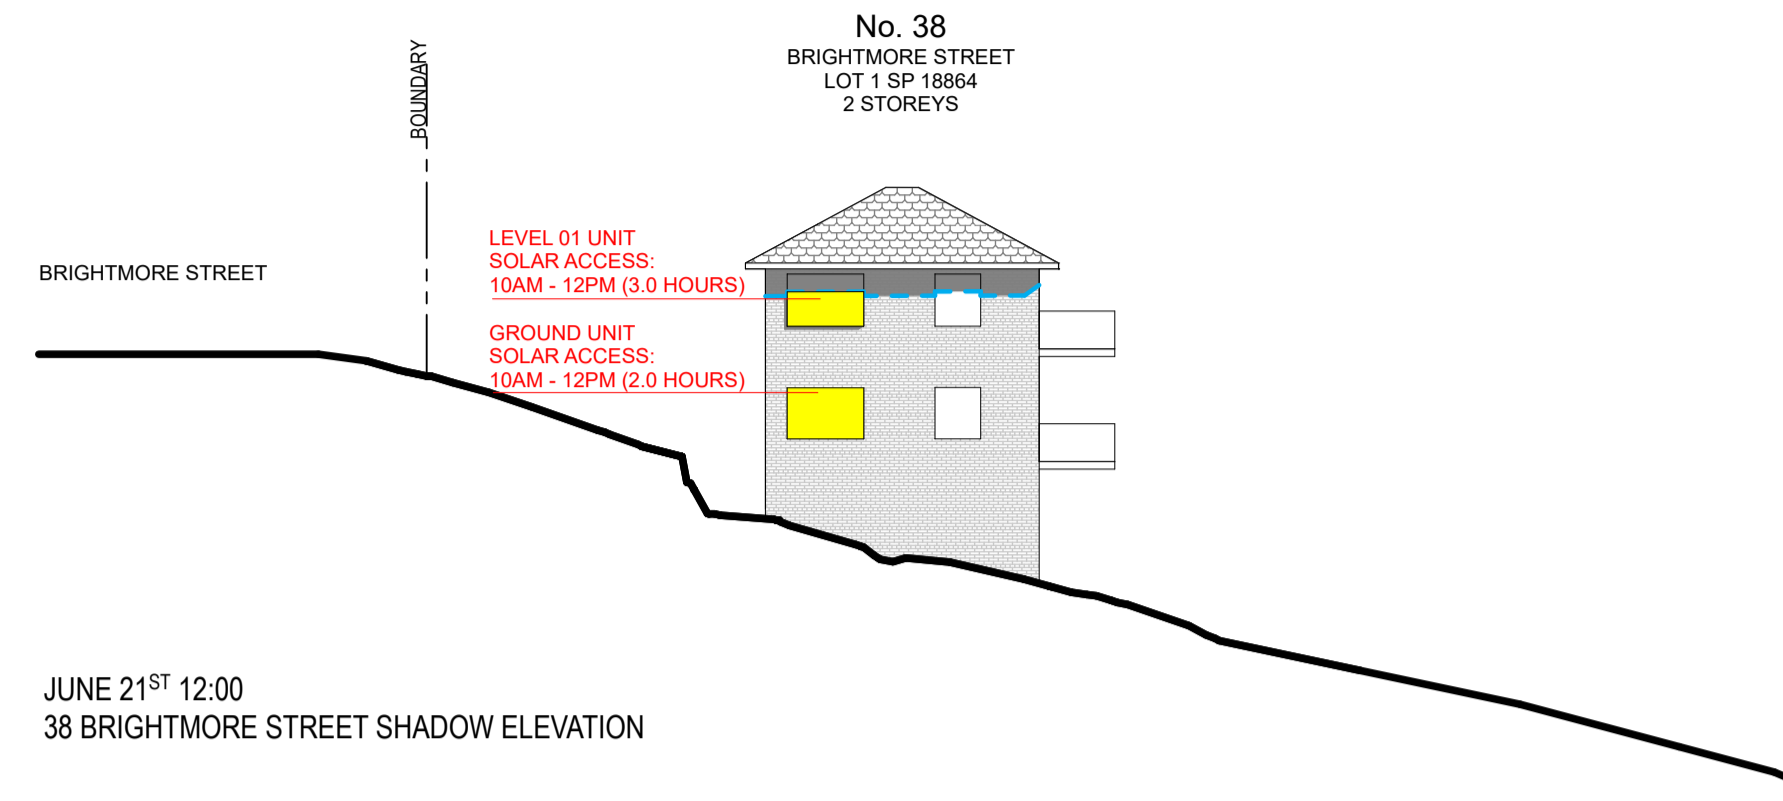 No. 38
BRIGHTMORE STREET
LOT 1 SP 18864
2 STOREYS
BOUNDARY
BRIGHTMORE STREET
LEVEL 01 UNIT
SOLAR ACCESS:
10AM - 12PM (3.0 HOURS)
GROUND UNIT
SOLAR ACCESS:
10AM - 12PM (2.0 HOURS)
JUNE 21ST 12:00
38 BRIGHTMORE STREET SHADOW ELEVATION